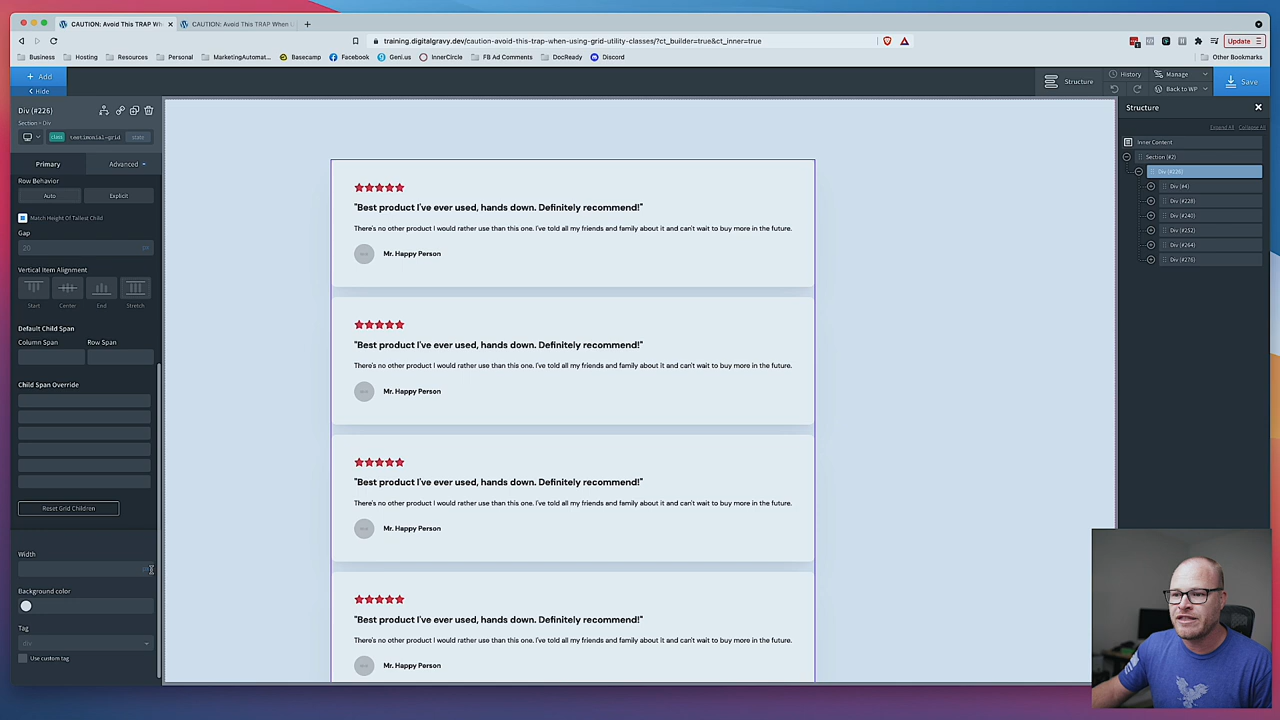 CAUTION: Avoid This TRAP Wh
CAUTION: Avoid This TRAP When U
training.digitalgravy.dev/caution-avoid-this-trap-when-using-grid-utility-classes/?ct_builder=true&ct_inner=true
Update
Business
Hosting
Resources
Personal
MarketingAutomat...
Basecamp
Facebook
Geni.us
InnerCircle
FB Ad Comments
DocReady
Discord
Other Bookmarks
+ Add
Hide
Structure
History
Manage
Back to WP
Save
Div (#226)
Section > Div
class testimonial-grid state
Primary
Advanced
Row Behavior
Auto
Explicit
Match Height Of Tallest Child
Gap
20 px
Vertical Item Alignment
Start
Center
End
Stretch
Default Child Span
Column Span
Row Span
Child Span Override
Reset Grid Children
Width
Background color
Tag
div
Use custom tag
"Best product I've ever used, hands down. Definitely recommend!"
There's no other product I would rather use than this one. I've told all my friends and family about it and can't wait to buy more in the future.
Mr. Happy Person
"Best product I've ever used, hands down. Definitely recommend!"
There's no other product I would rather use than this one. I've told all my friends and family about it and can't wait to buy more in the future.
Mr. Happy Person
"Best product I've ever used, hands down. Definitely recommend!"
There's no other product I would rather use than this one. I've told all my friends and family about it and can't wait to buy more in the future.
Mr. Happy Person
"Best product I've ever used, hands down. Definitely recommend!"
There's no other product I would rather use than this one. I've told all my friends and family about it and can't wait to buy more in the future.
Mr. Happy Person
Structure
Expand All
Collapse All
Inner Content
Section (#2)
Div (#226)
Div (#4)
Div (#228)
Div (#240)
Div (#252)
Div (#264)
Div (#276)